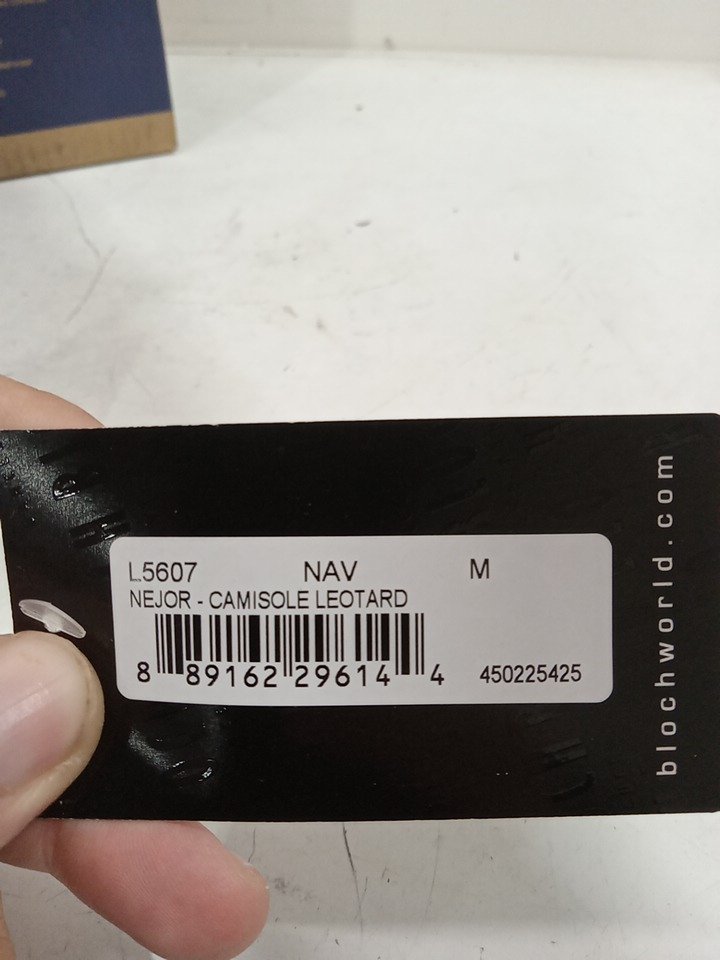 L5607 NAV M
NEJOR - CAMISOLE LEOTARD
8 89162 29614 4 450225425
blochworld.com